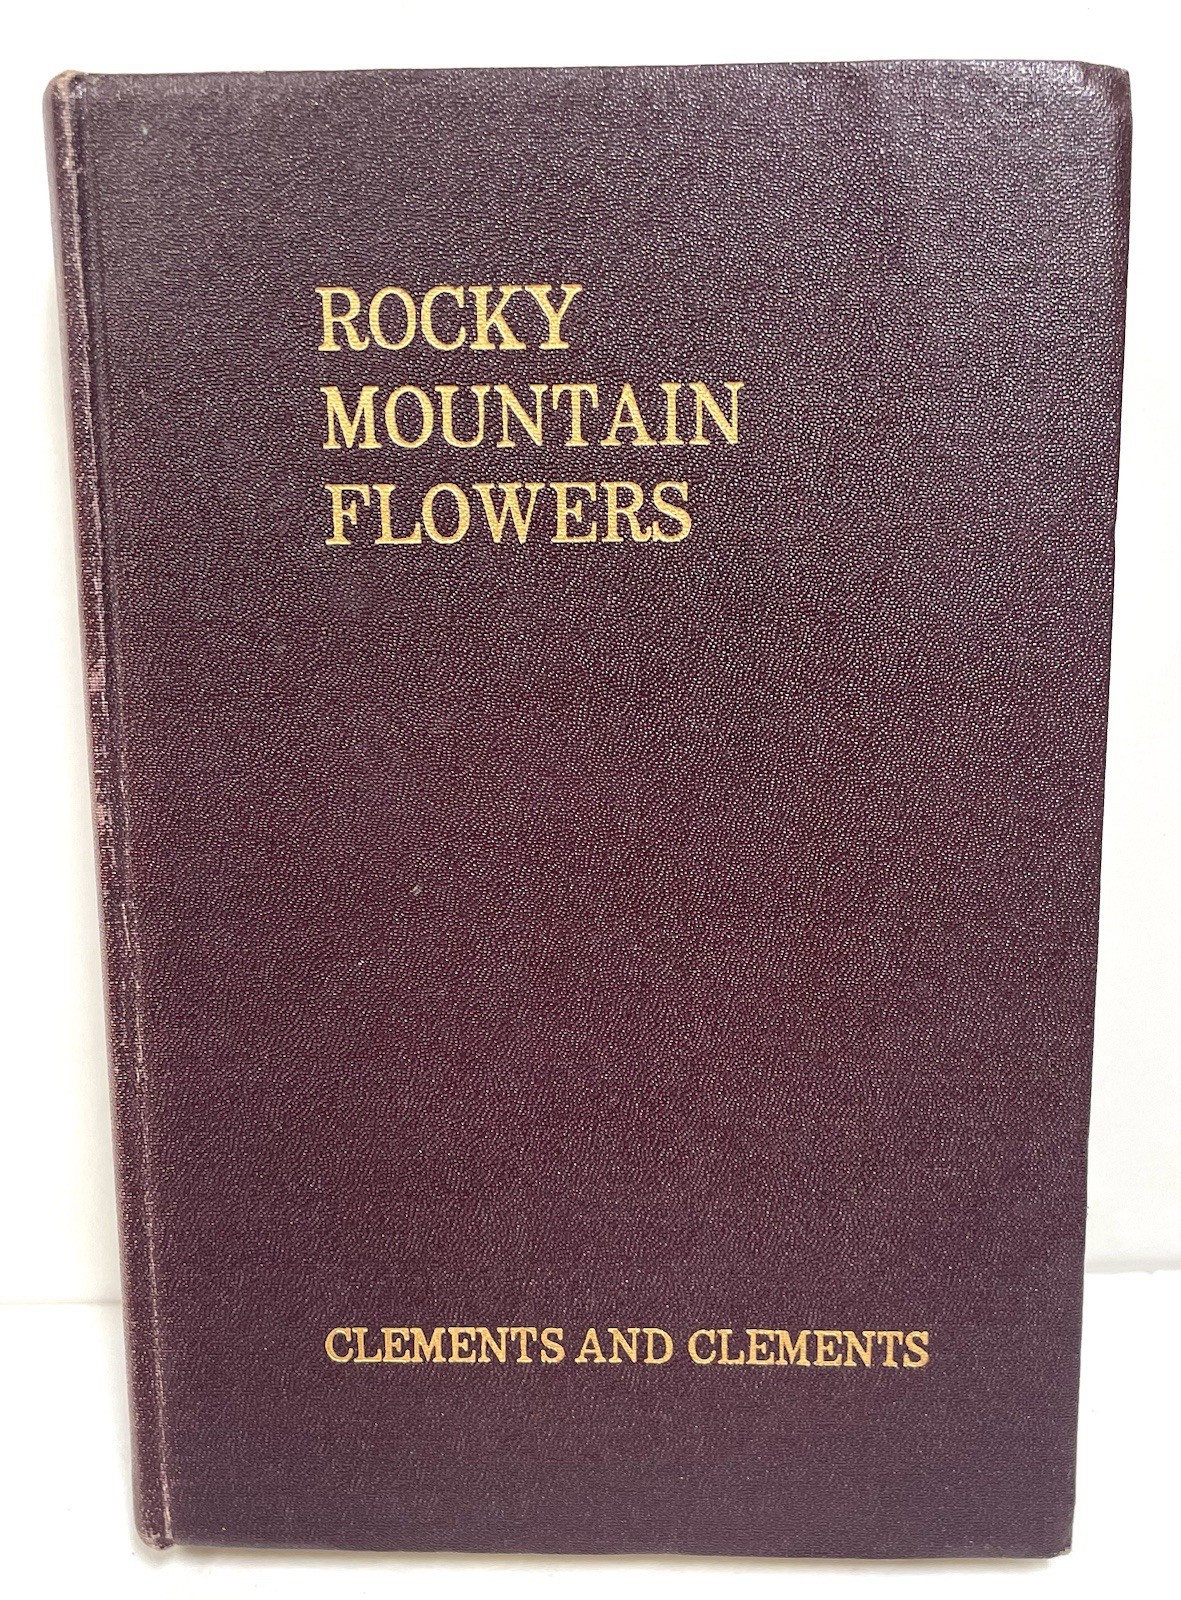 ROCKY
MOUNTAIN
FLOWERS
CLEMENTS AND CLEMENTS